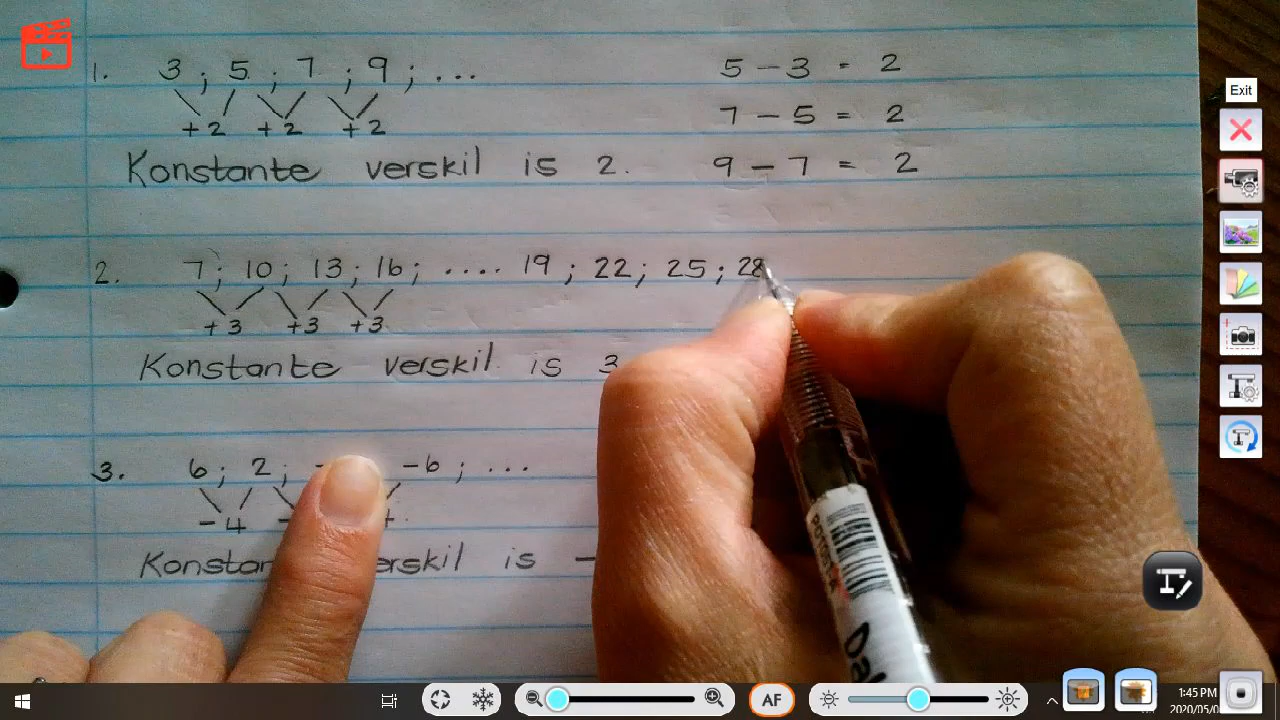 Exit
1. 3 ; 5 ; 7 ; 9 ; ... 5 - 3 = 2
+2 +2 +2 7 - 5 = 2
Konstante verskil is 2. 9 - 7 = 2
2. 7 ; 10 ; 13 ; 16 ; .... 19 ; 22 ; 25 ; 28
+3 +3 +3
Konstante verskil is 3
3. 6 ; 2 ; -6 ; ...
-4
verskil is -
AF
1:45 PM